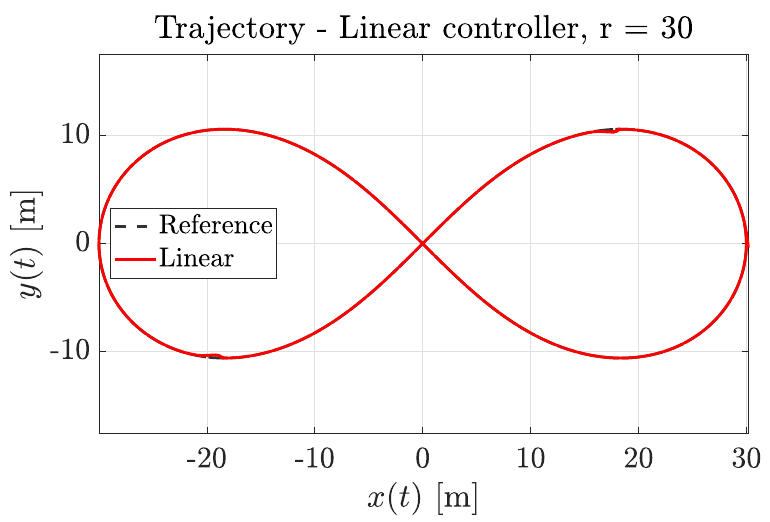 Trajectory - Linear controller, r = 30
y(t) [m]
10
0
-10
Reference
Linear
-20
-10
0
10
20
30
x(t) [m]